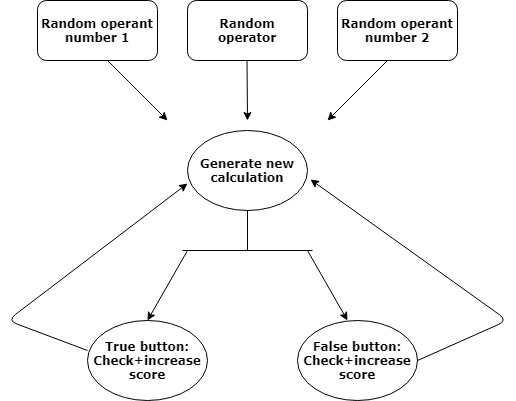 Random operant
number 1
Random
operator
Random operant
number 2
Generate new
calculation
True button:
Check+increase
score
False button:
Check+increase
score